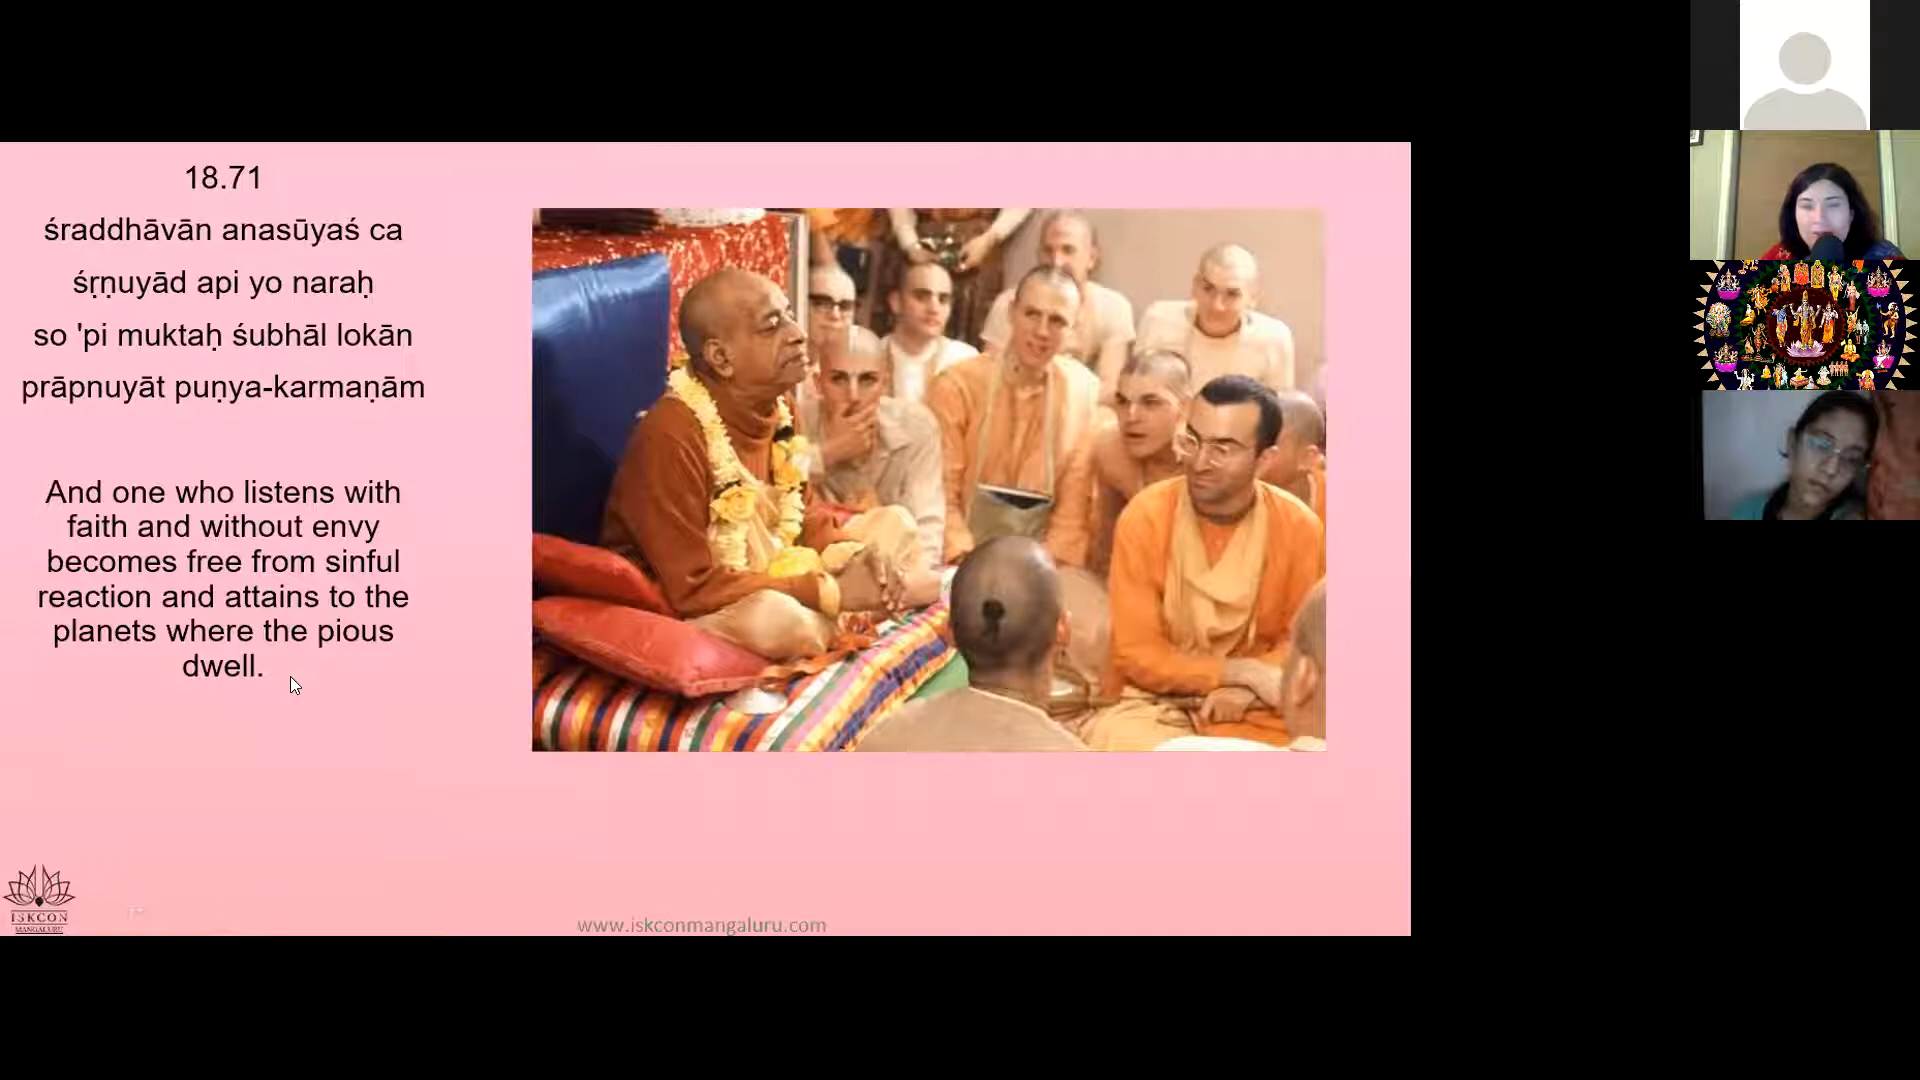 18.71
śraddhāvān anasūyaś ca
śṛṇuyād api yo naraḥ
so 'pi muktaḥ śubhāl lokān
prāpnuyāt puṇya-karmaṇām
And one who listens with
faith and without envy
becomes free from sinful
reaction and attains to the
planets where the pious
dwell.
ISKCON
MANGALURU
www.iskconmangaluru.com